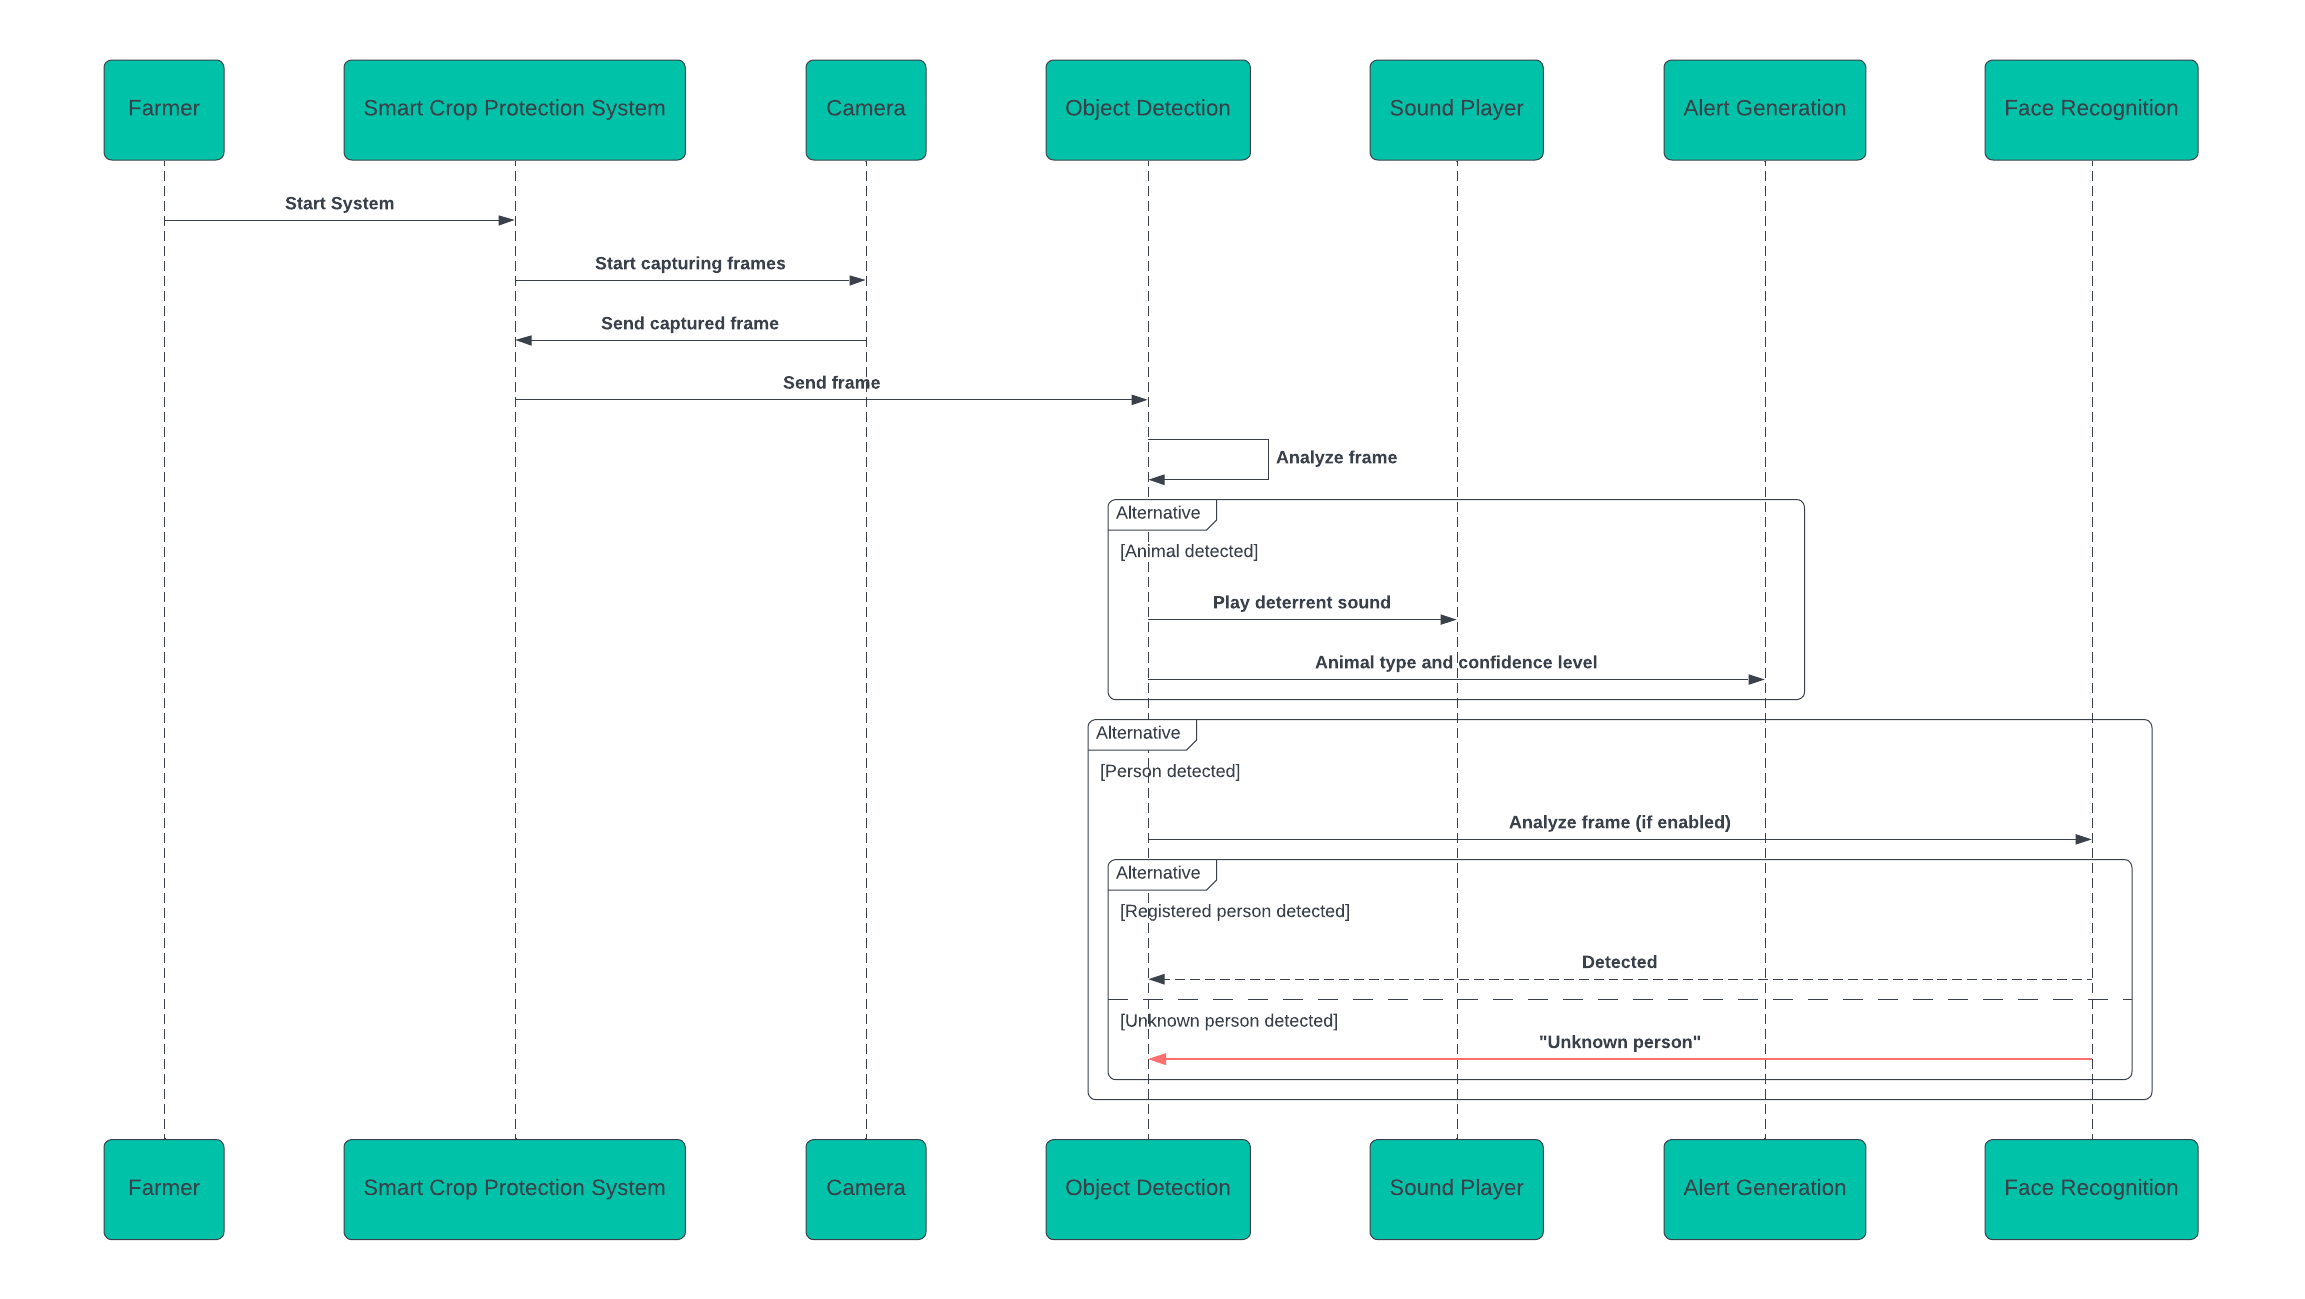 Farmer
Smart Crop Protection System
Camera
Object Detection
Sound Player
Alert Generation
Face Recognition
Start System
Start capturing frames
Send captured frame
Send frame
Analyze frame
Alternative
[Animal detected]
Play deterrent sound
Animal type and confidence level
Alternative
[Person detected]
Analyze frame (if enabled)
Alternative
[Registered person detected]
Detected
[Unknown person detected]
"Unknown person"
Farmer
Smart Crop Protection System
Camera
Object Detection
Sound Player
Alert Generation
Face Recognition